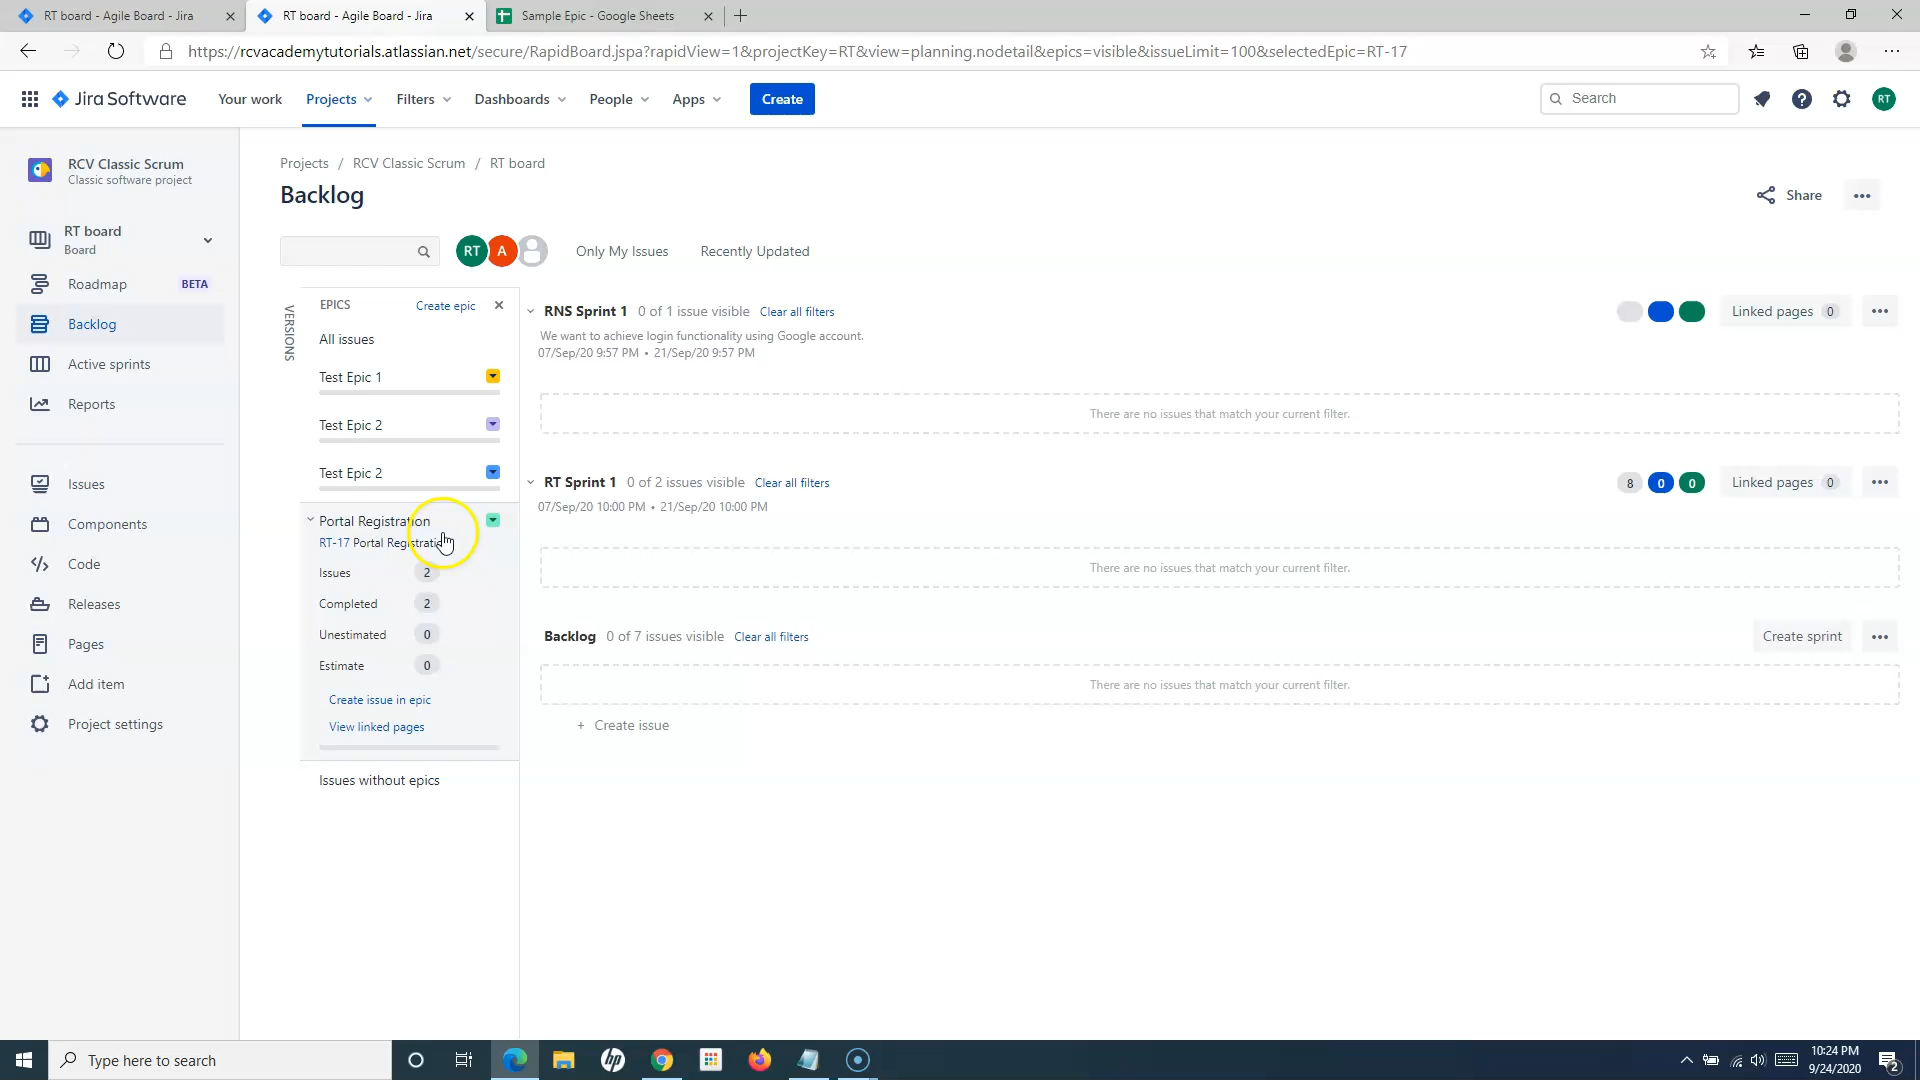 RT board - Agile Board - Jira
RT board - Agile Board - Jira
Sample Epic - Google Sheets
https://rcvacademytutorials.atlassian.net/secure/RapidBoard.jspa?rapidView=1&projectKey=RT&view=planning.nodetail&epics=visible&issueLimit=100&selectedEpic=RT-17
Jira Software
Your work
Projects
Filters
Dashboards
People
Apps
Create
Search
RT
RCV Classic Scrum
Classic software project
RT board
Board
Roadmap BETA
Backlog
Active sprints
Reports
Issues
Components
Code
Releases
Pages
Add item
Project settings
Projects / RCV Classic Scrum / RT board
Backlog
Share
RT A
Only My Issues
Recently Updated
VERSIONS
EPICS Create epic
All issues
Test Epic 1
Test Epic 2
Test Epic 2
Portal Registration
RT-17 Portal Registration
Issues 2
Completed 2
Unestimated 0
Estimate 0
Create issue in epic
View linked pages
Issues without epics
RNS Sprint 1 0 of 1 issue visible Clear all filters
Linked pages 0
We want to achieve login functionality using Google account.
07/Sep/20 9:57 PM • 21/Sep/20 9:57 PM
There are no issues that match your current filter.
RT Sprint 1 0 of 2 issues visible Clear all filters
8 0 0 Linked pages 0
07/Sep/20 10:00 PM • 21/Sep/20 10:00 PM
There are no issues that match your current filter.
Backlog 0 of 7 issues visible Clear all filters
Create sprint
There are no issues that match your current filter.
+ Create issue
Type here to search
hp
10:24 PM
9/24/2020
2